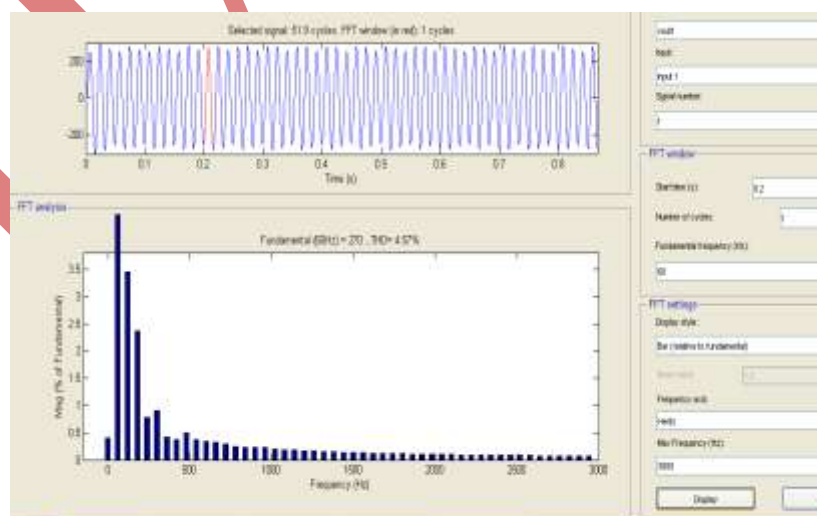 Selected signal: 51.9 cycles. FFT window (in red): 1 cycles
200
0
-200
0
0.1
0.2
0.3
0.4
0.5
0.6
0.7
0.8
Time (s)
FFT analysis
Fundamental (60Hz) = 270 , THD= 4.57%
3.5
3
2.5
2
1.5
1
0.5
0
Mag (% of Fundamental)
0
500
1000
1500
2000
2500
3000
Frequency (Hz)
vout
Input:
input 1
Signal number:
1
FFT window
Start time (s):
0.2
Number of cycles:
1
Fundamental frequency (Hz):
60
FFT settings
Display style:
Bar (relative to fundamental)
Frequency axis:
Hertz
Max Frequency (Hz):
3000
Display